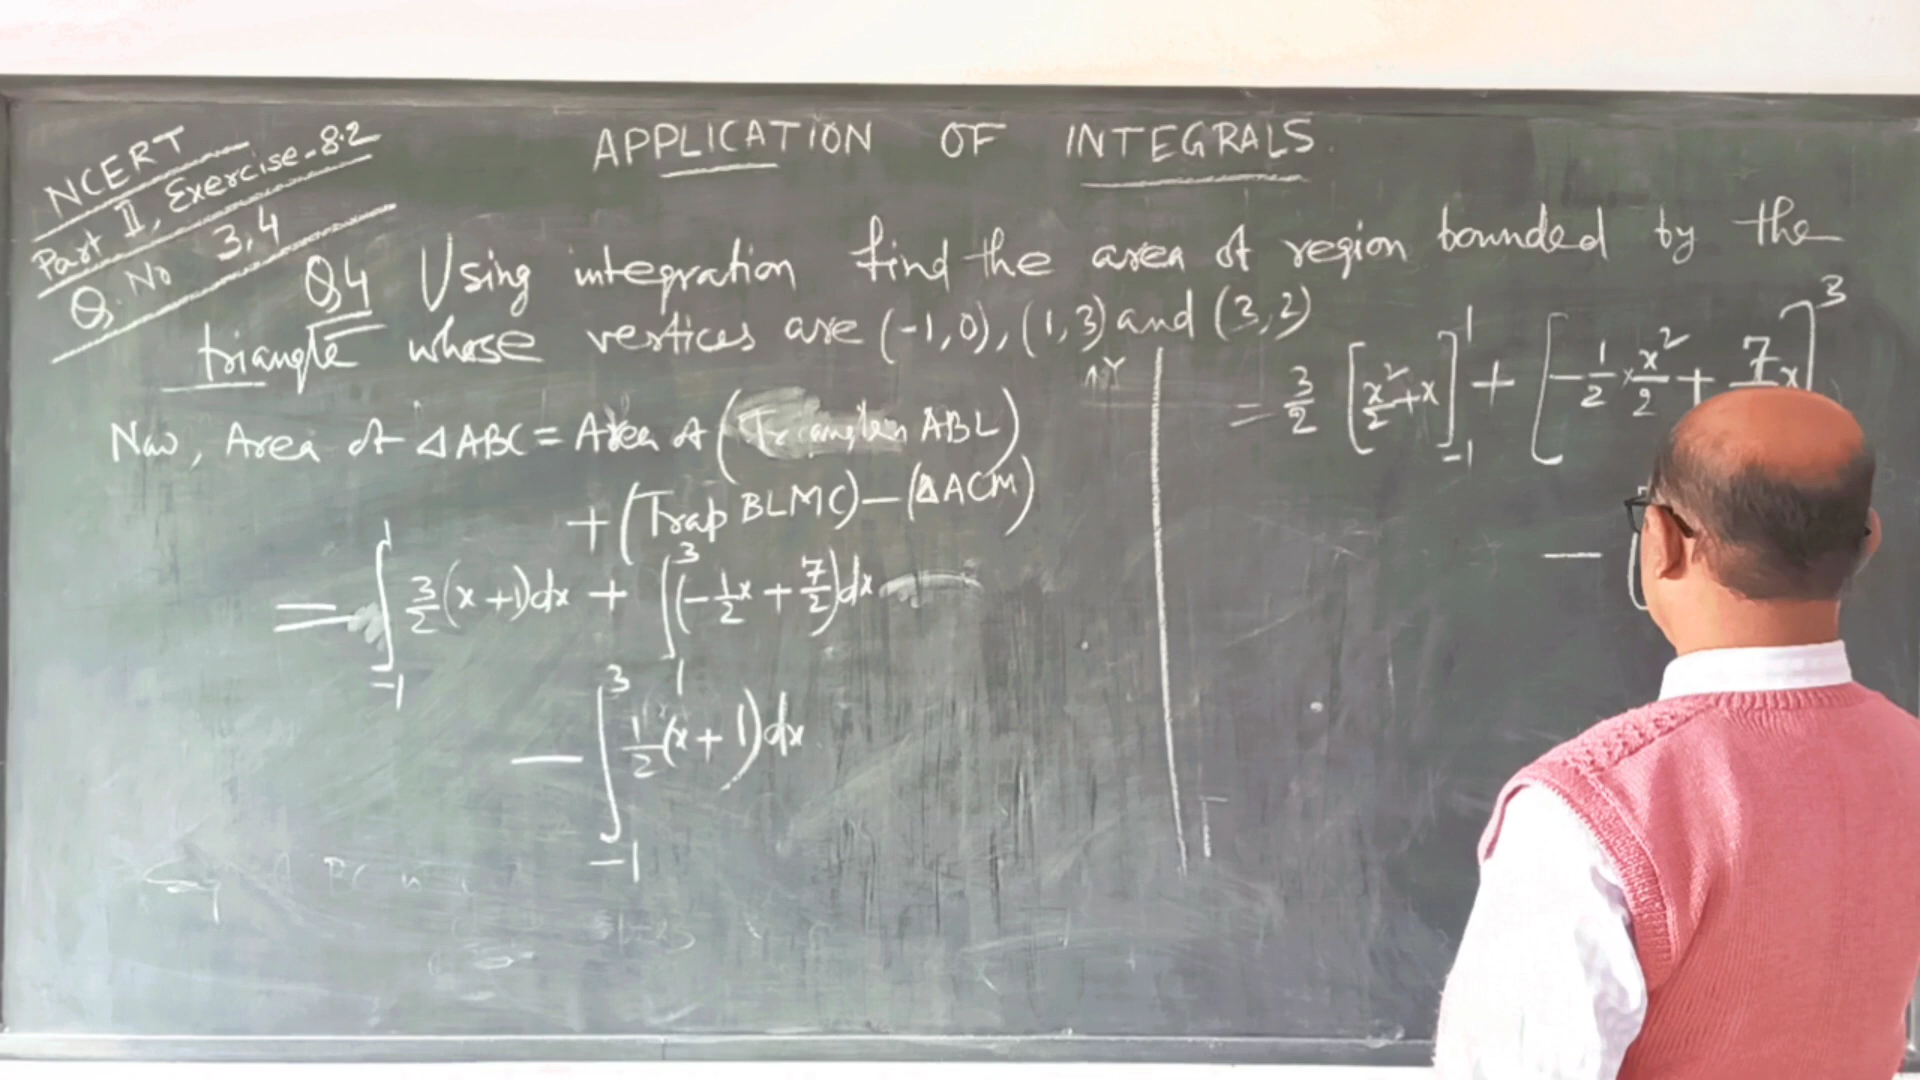 NCERT
Part II, Exercise-8.2
Q. No 3,4
APPLICATION OF INTEGRALS.
Q4 Using integration find the area of region bounded by the
triangle whose vertices are (-1,0), (1,3) and (3,2)
Now, Area of △ABC = Area of (Triangle ABL)
+ (Trap BLMC) – (△ACM)
= ∫_{-1}^{1} 3/2 (x+1)dx + ∫_{1}^{3} (-1/2 x + 7/2)dx
– ∫_{-1}^{3} 1/2 (x+1)dx
Y
= 3/2 [x²/2 + x]_{-1}^{1} + [-1/2 × x²/2 + 7 x]^{3}
–